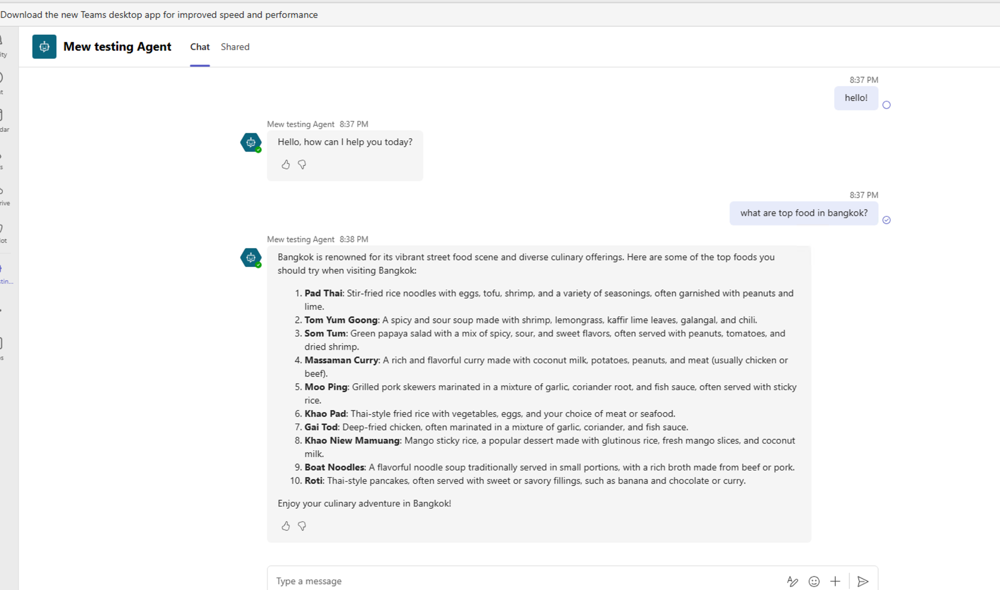 Download the new Teams desktop app for improved speed and performance
Mew testing Agent
Chat
Shared
ity
dar
rive
stin...
8:37 PM
hello!
Mew testing Agent 8:37 PM
Hello, how can I help you today?
8:37 PM
what are top food in bangkok?
Mew testing Agent 8:38 PM
Bangkok is renowned for its vibrant street food scene and diverse culinary offerings. Here are some of the top foods you
should try when visiting Bangkok:
1. Pad Thai: Stir-fried rice noodles with eggs, tofu, shrimp, and a variety of seasonings, often garnished with peanuts and
lime.
2. Tom Yum Goong: A spicy and sour soup made with shrimp, lemongrass, kaffir lime leaves, galangal, and chili.
3. Som Tum: Green papaya salad with a mix of spicy, sour, and sweet flavors, often served with peanuts, tomatoes, and
dried shrimp.
4. Massaman Curry: A rich and flavorful curry made with coconut milk, potatoes, peanuts, and meat (usually chicken or
beef).
5. Moo Ping: Grilled pork skewers marinated in a mixture of garlic, coriander root, and fish sauce, often served with sticky
rice.
6. Khao Pad: Thai-style fried rice with vegetables, eggs, and your choice of meat or seafood.
7. Gai Tod: Deep-fried chicken, often marinated in a mixture of garlic, coriander, and fish sauce.
8. Khao Niew Mamuang: Mango sticky rice, a popular dessert made with glutinous rice, fresh mango slices, and coconut
milk.
9. Boat Noodles: A flavorful noodle soup traditionally served in small portions, with a rich broth made from beef or pork.
10. Roti: Thai-style pancakes, often served with sweet or savory fillings, such as banana and chocolate or curry.
Enjoy your culinary adventure in Bangkok!
Type a message